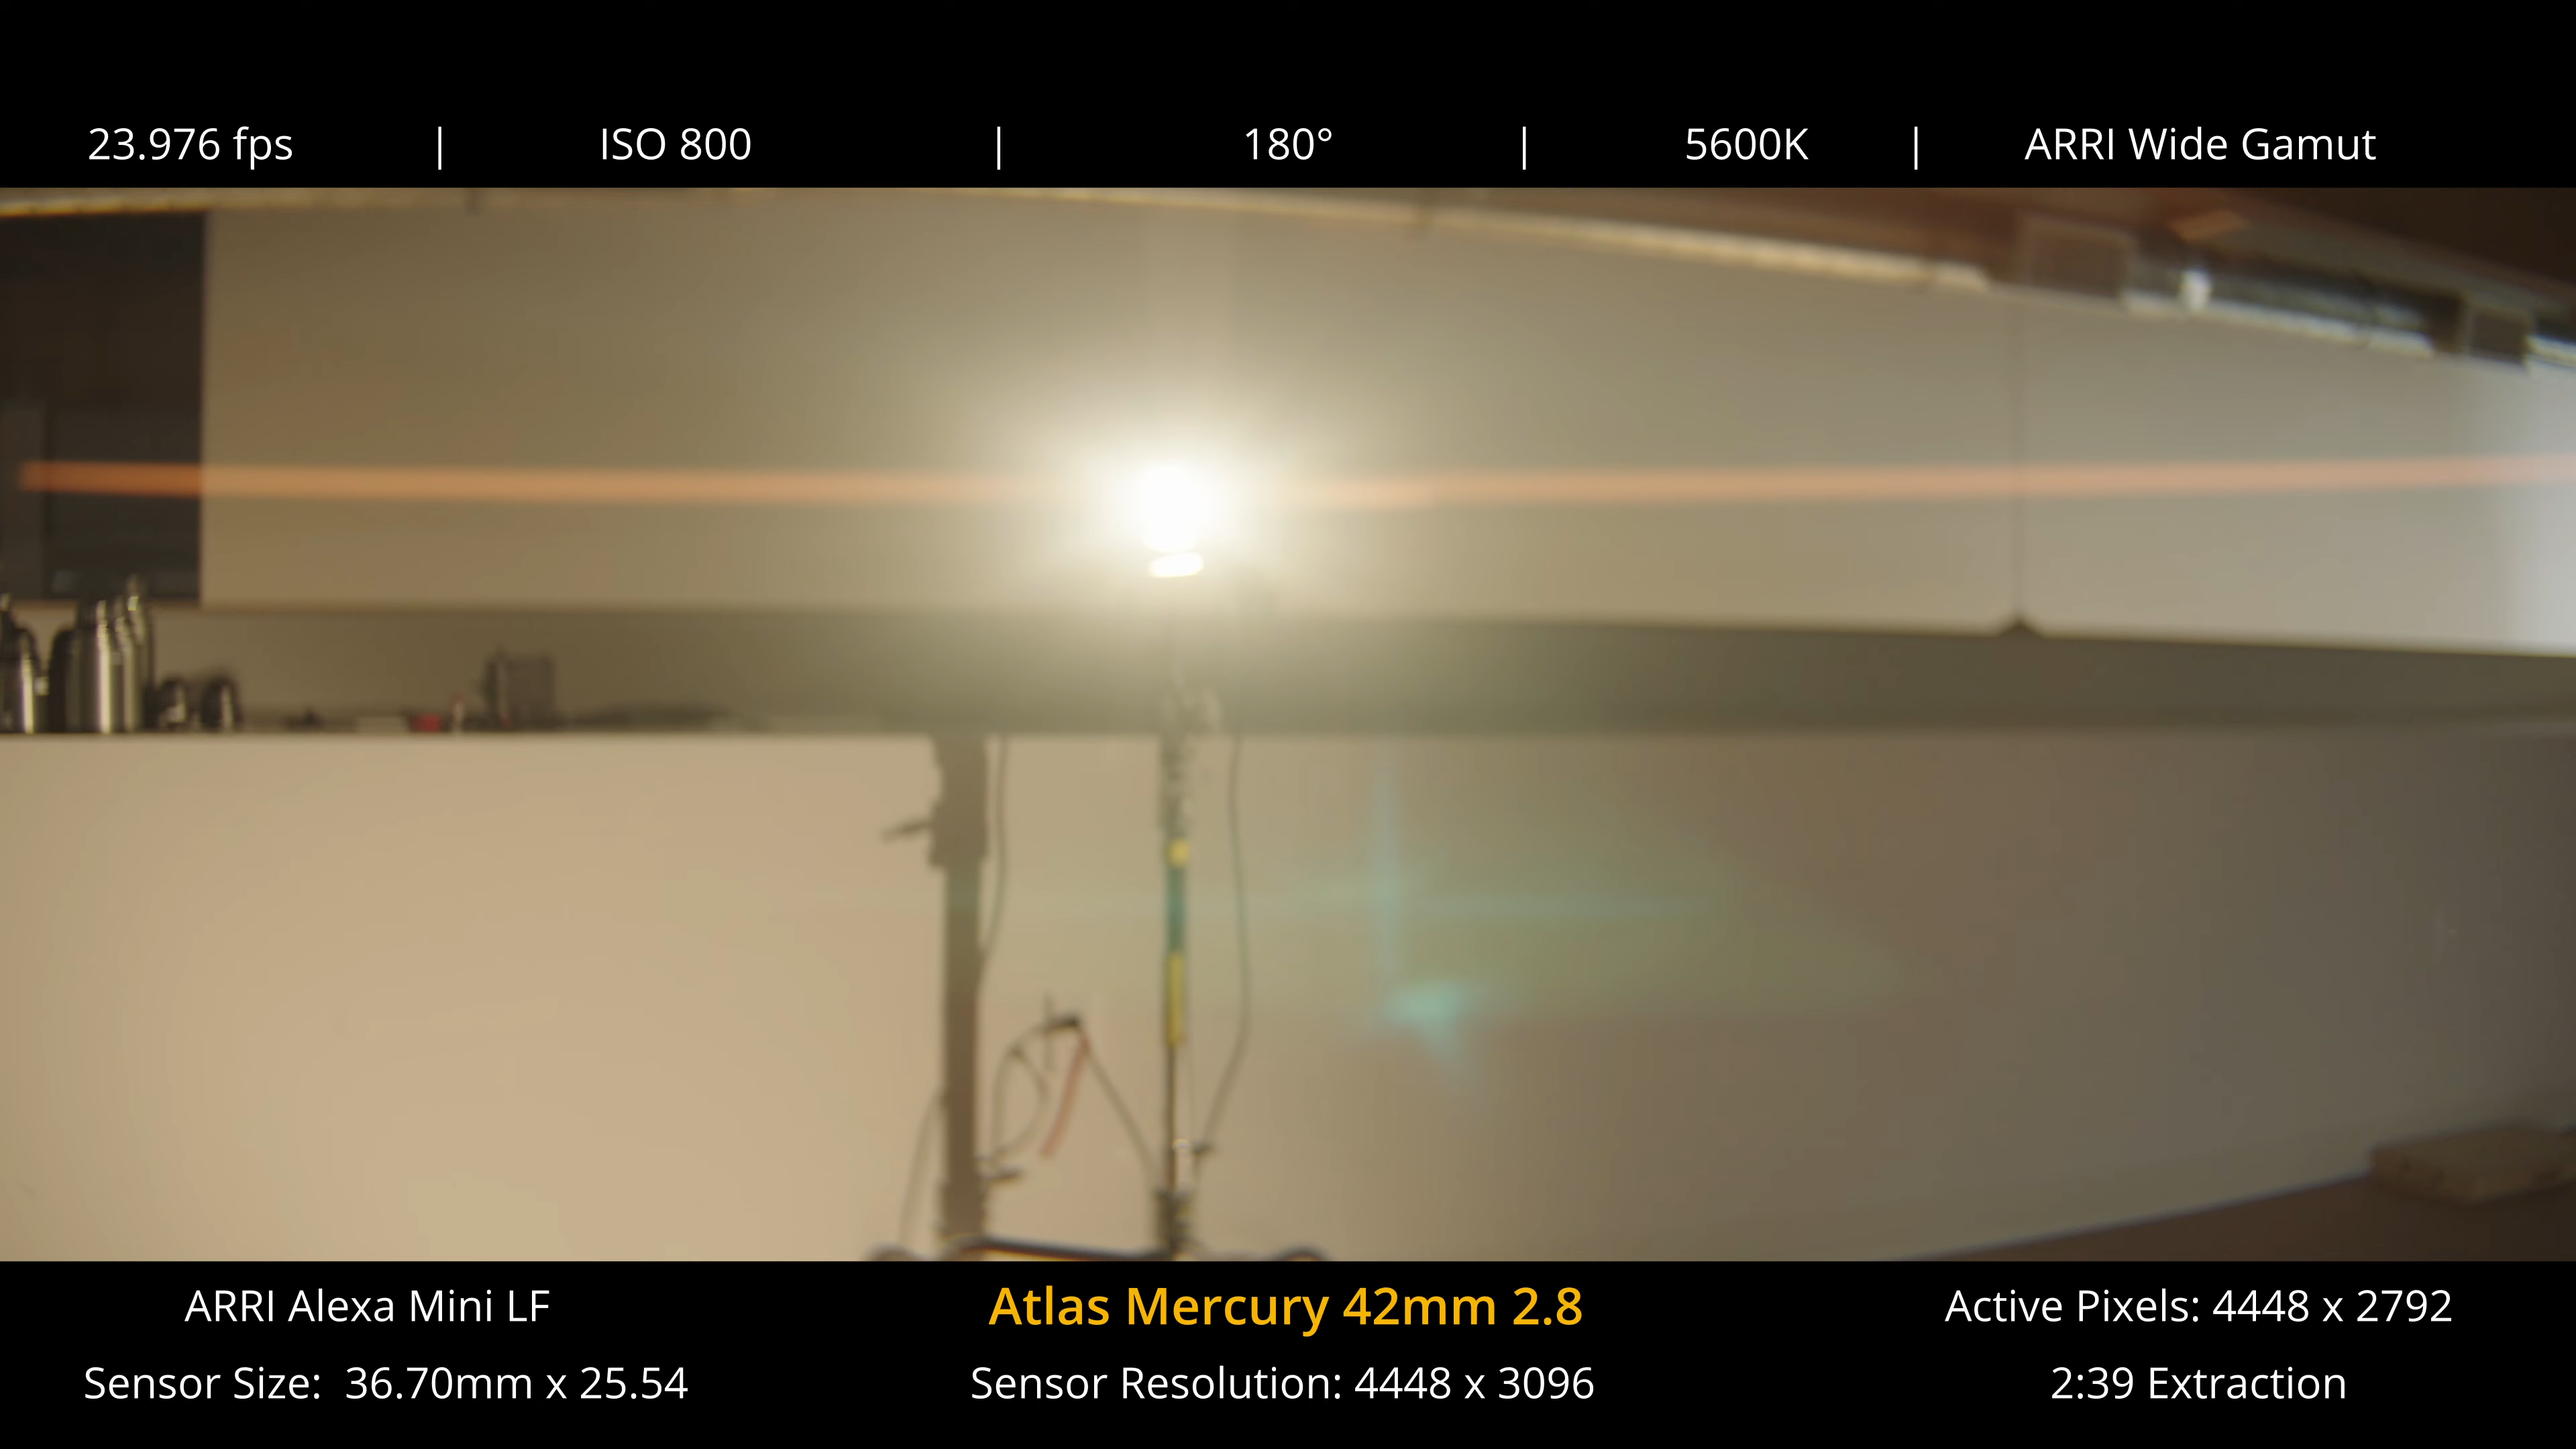 23.976 fps | ISO 800 | 180° | 5600K | ARRI Wide Gamut
ARRI Alexa Mini LF
Atlas Mercury 42mm 2.8
Active Pixels: 4448 x 2792
Sensor Size: 36.70mm x 25.54
Sensor Resolution: 4448 x 3096
2:39 Extraction